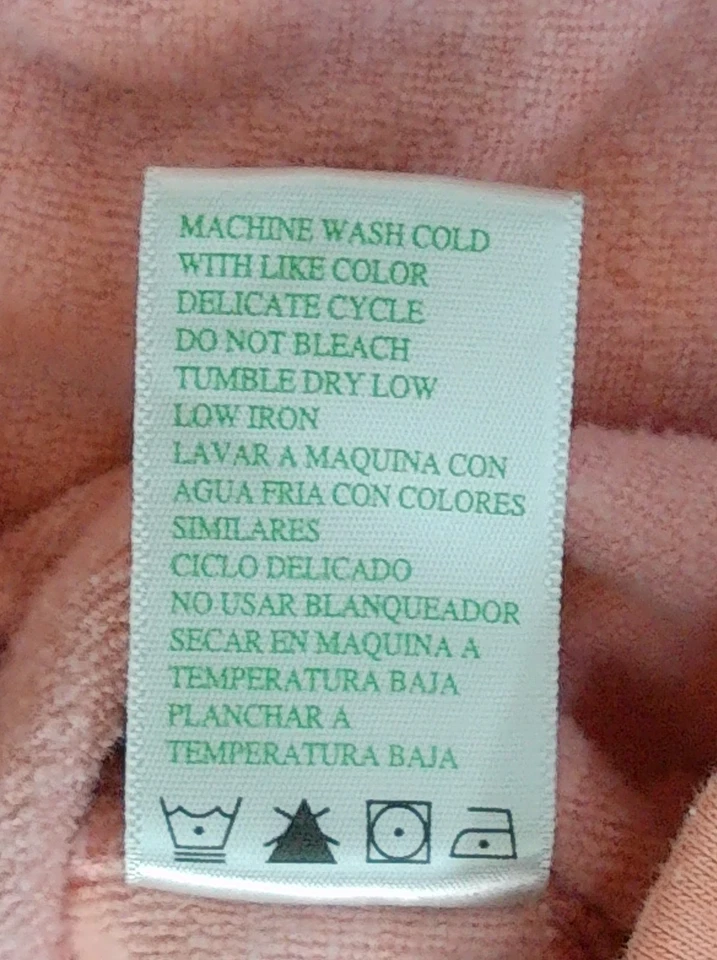 MACHINE WASH COLD
WITH LIKE COLOR
DELICATE CYCLE
DO NOT BLEACH
TUMBLE DRY LOW
LOW IRON
LAVAR A MAQUINA CON
AGUA FRIA CON COLORES
SIMILARES
CICLO DELICADO
NO USAR BLANQUEADOR
SECAR EN MAQUINA A
TEMPERATURA BAJA
PLANCHAR A
TEMPERATURA BAJA